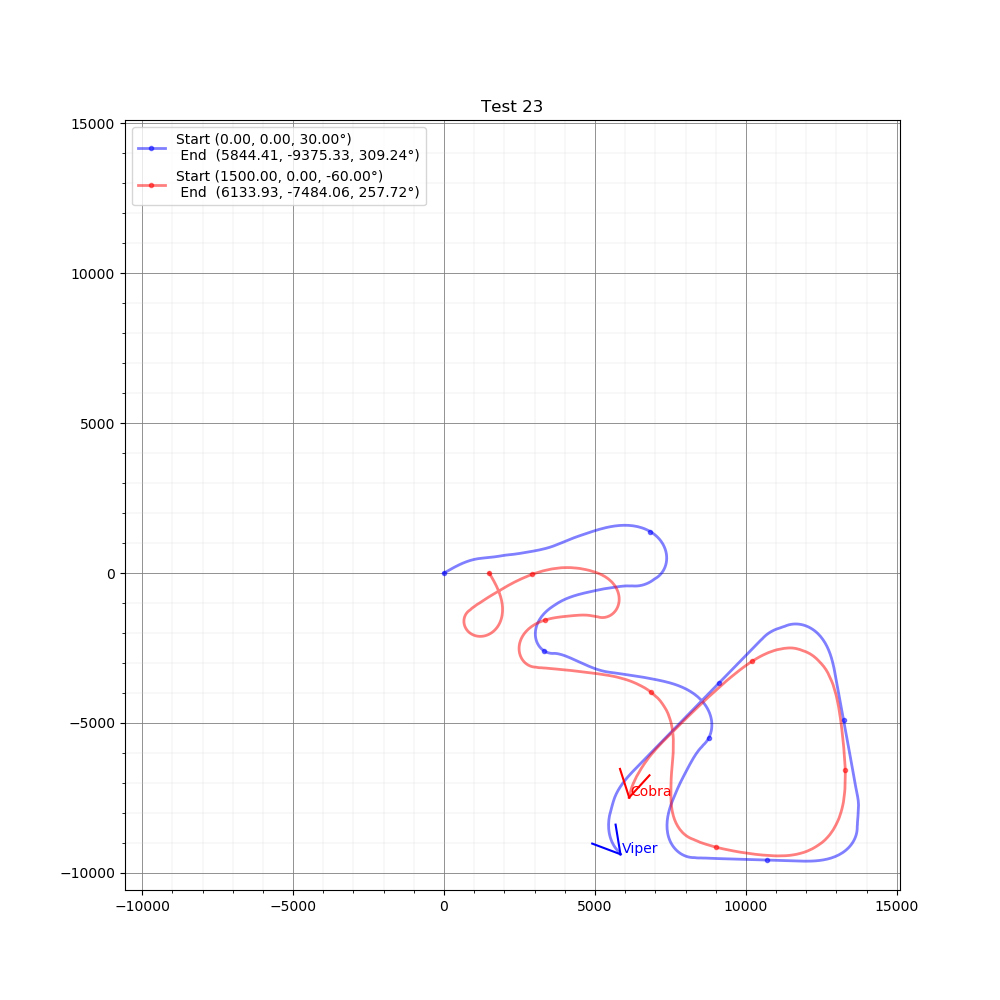 Test 23
Start (0.00, 0.00, 30.00°)
End  (5844.41, -9375.33, 309.24°)
Start (1500.00, 0.00, -60.00°)
End  (6133.93, -7484.06, 257.72°)
15000
10000
5000
0
−5000
−10000
Cobra
Viper
−10000
−5000
0
5000
10000
15000